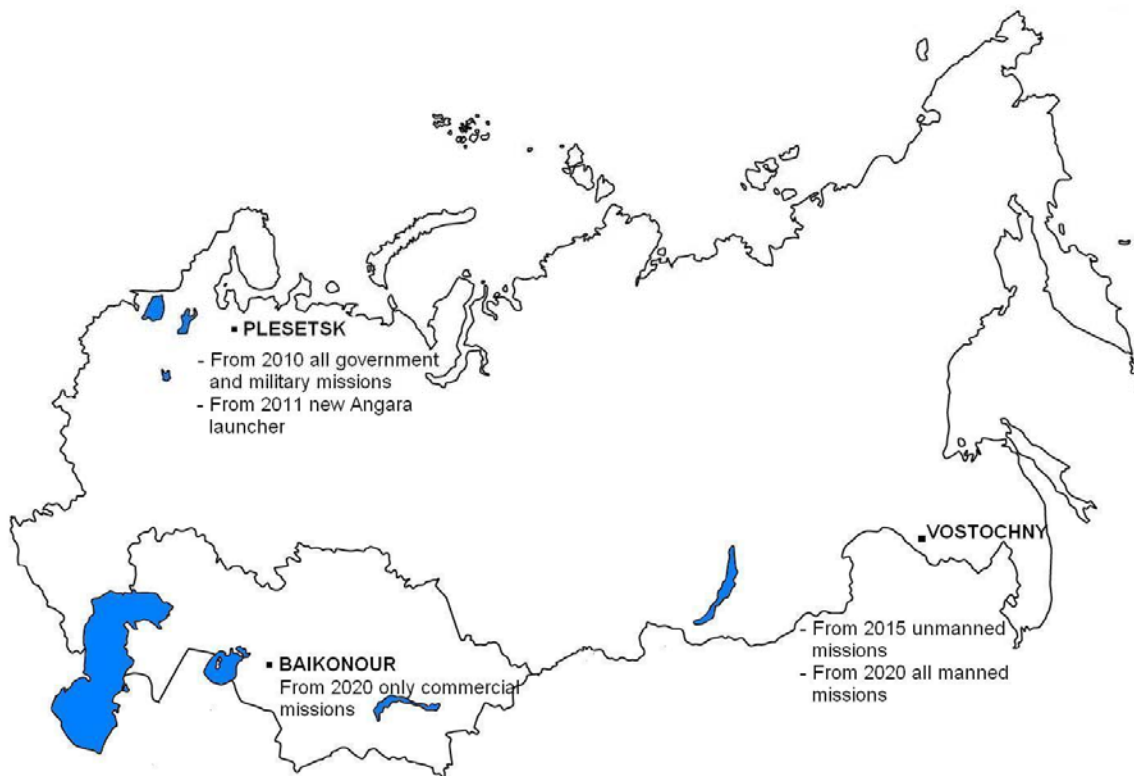 PLESETSK
- From 2010 all government
and military missions
- From 2011 new Angara
launcher
VOSTOCHNY
- From 2015 unmanned
missions
- From 2020 all manned
missions
BAIKONOUR
From 2020 only commercial
missions